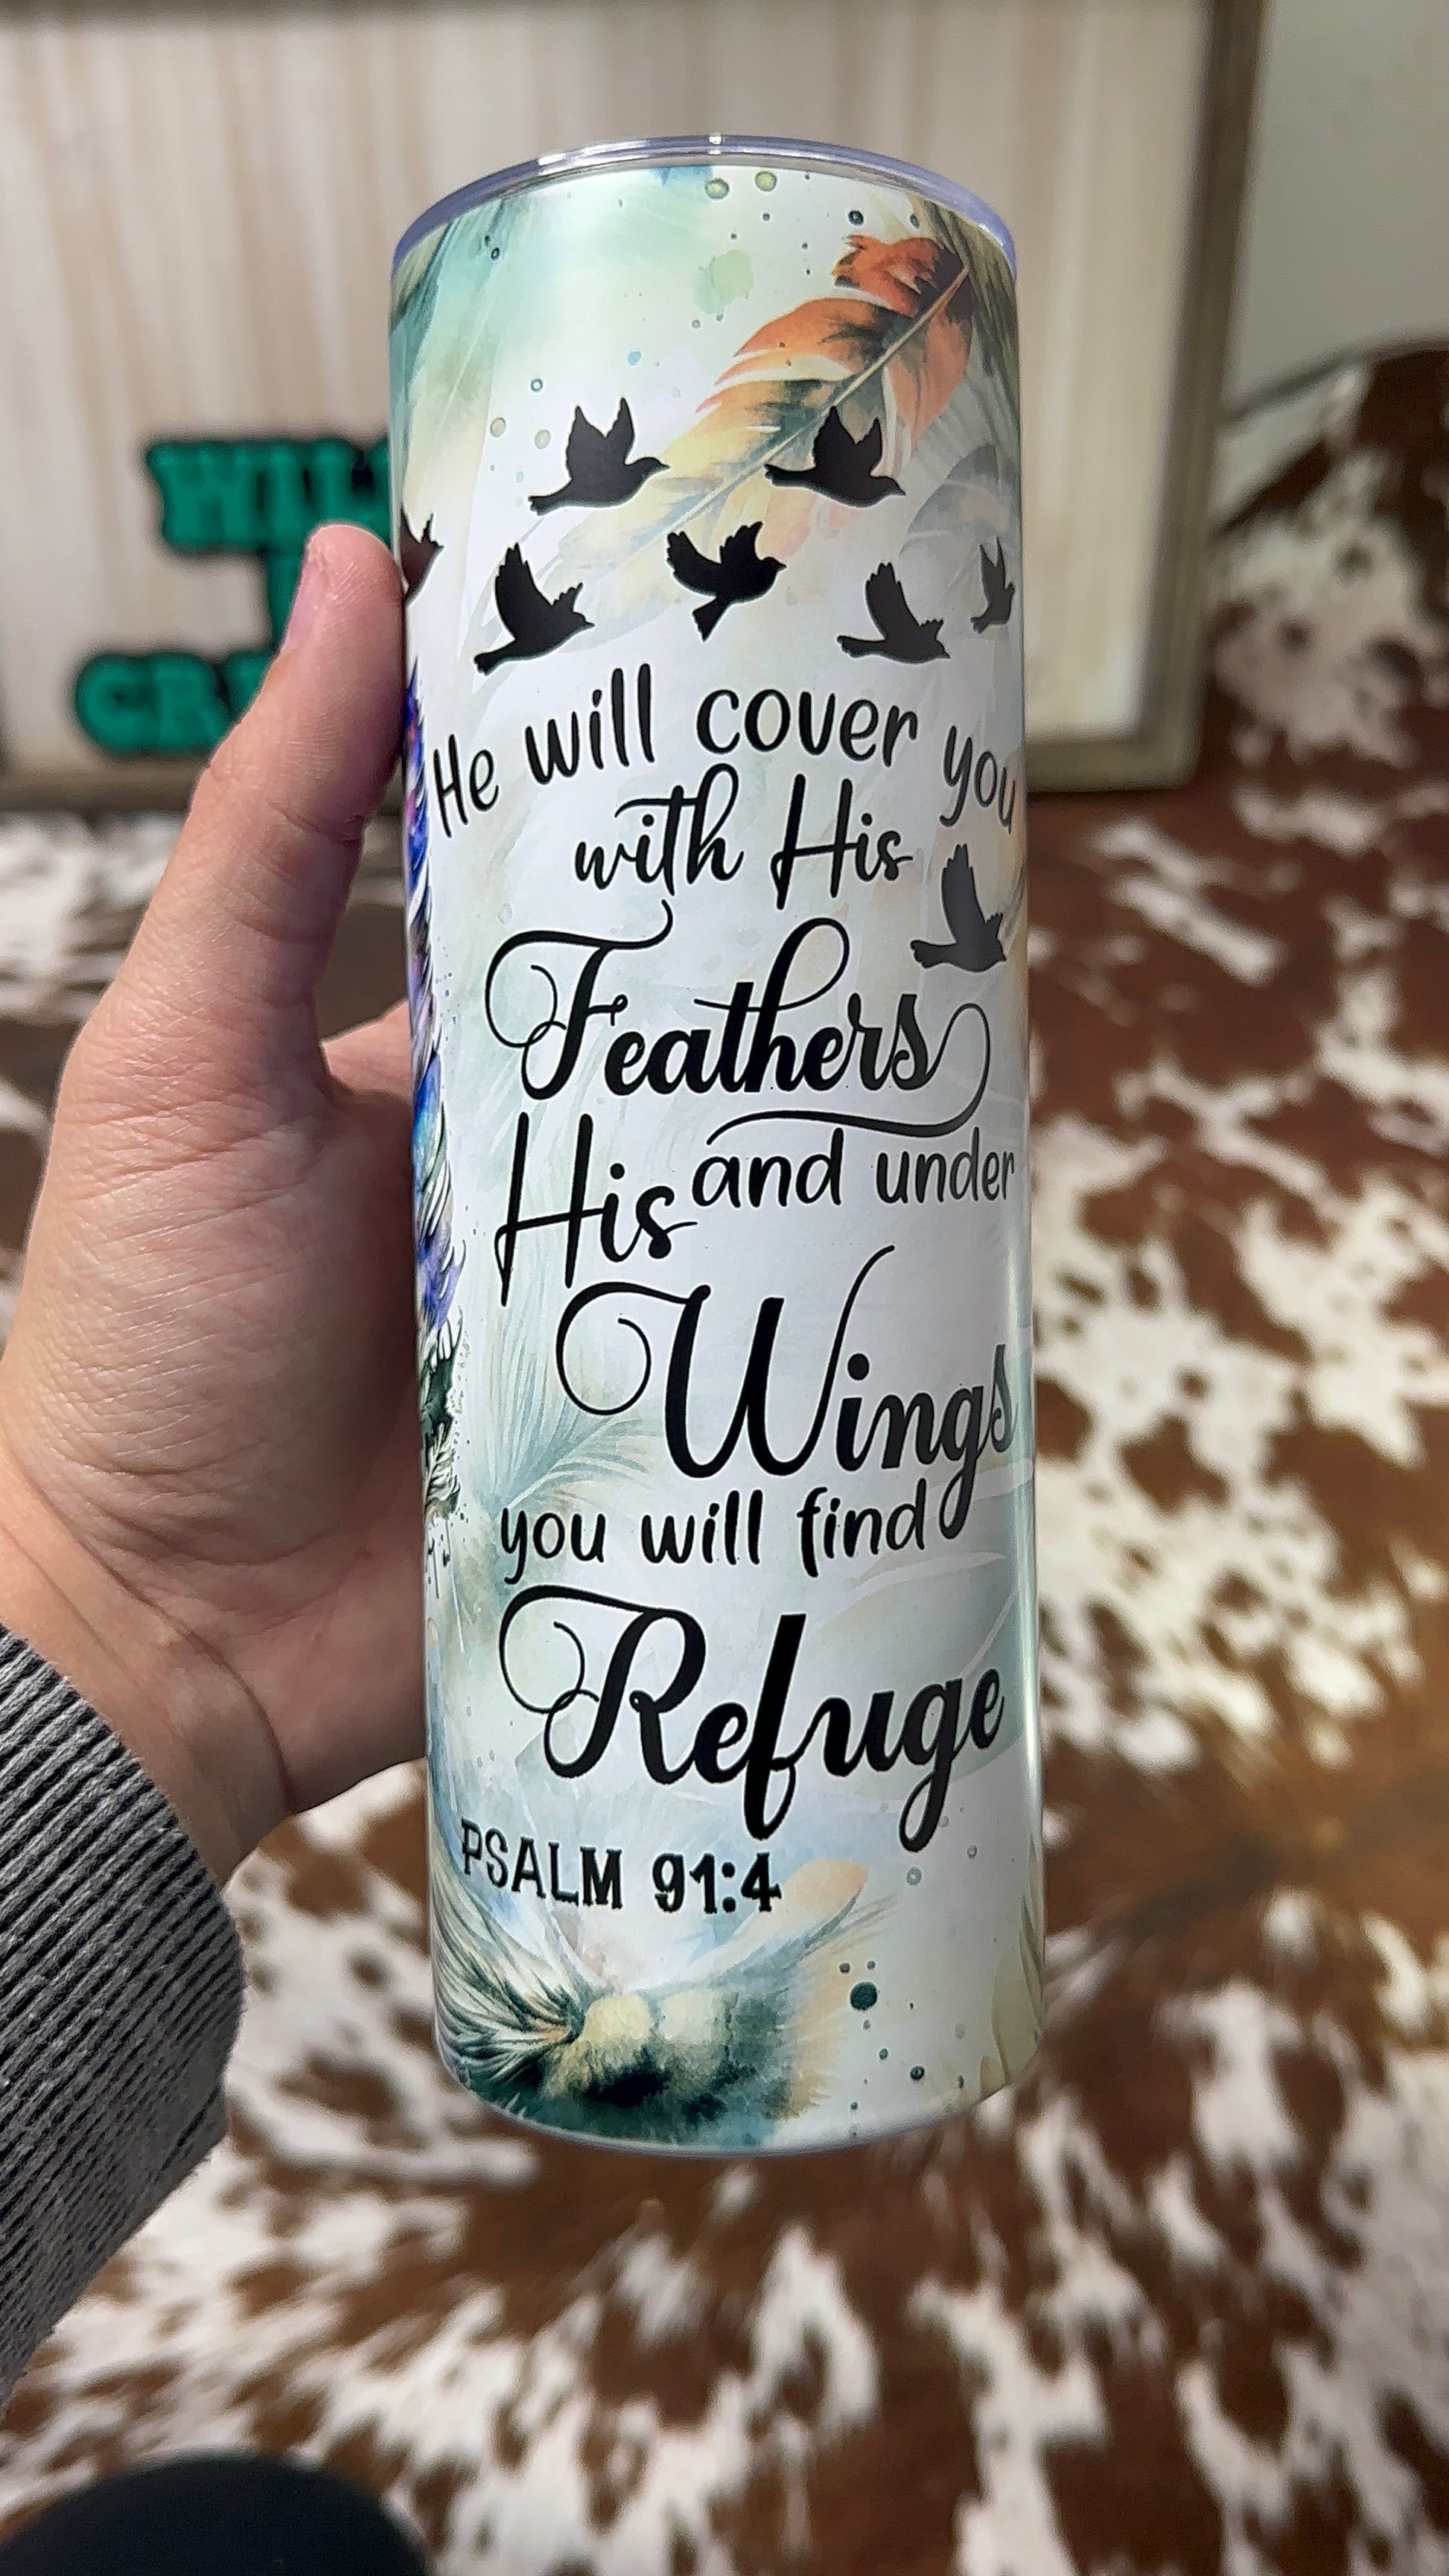 He will cover you
with His
Feathers
His and under
Wings
you will find
Refuge
PSALM 91:4